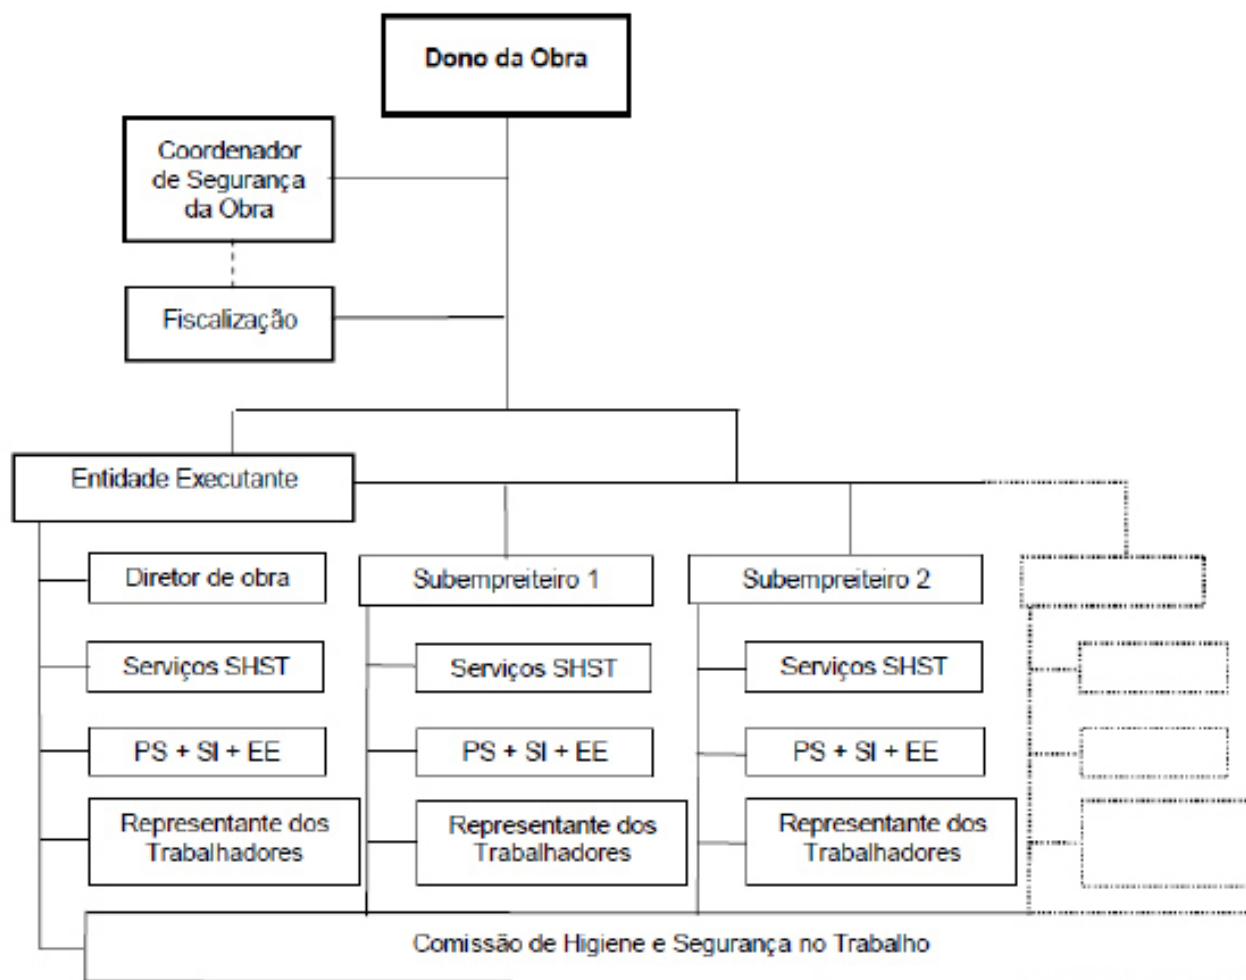 Dono da Obra
Coordenador
de Segurança
da Obra
Fiscalização
Entidade Executante
Diretor de obra
Subempreiteiro 1
Subempreiteiro 2
Serviços SHST
Serviços SHST
Serviços SHST
PS + SI + EE
PS + SI + EE
PS + SI + EE
Representante dos
Trabalhadores
Representante dos
Trabalhadores
Representante dos
Trabalhadores
Comissão de Higiene e Segurança no Trabalho